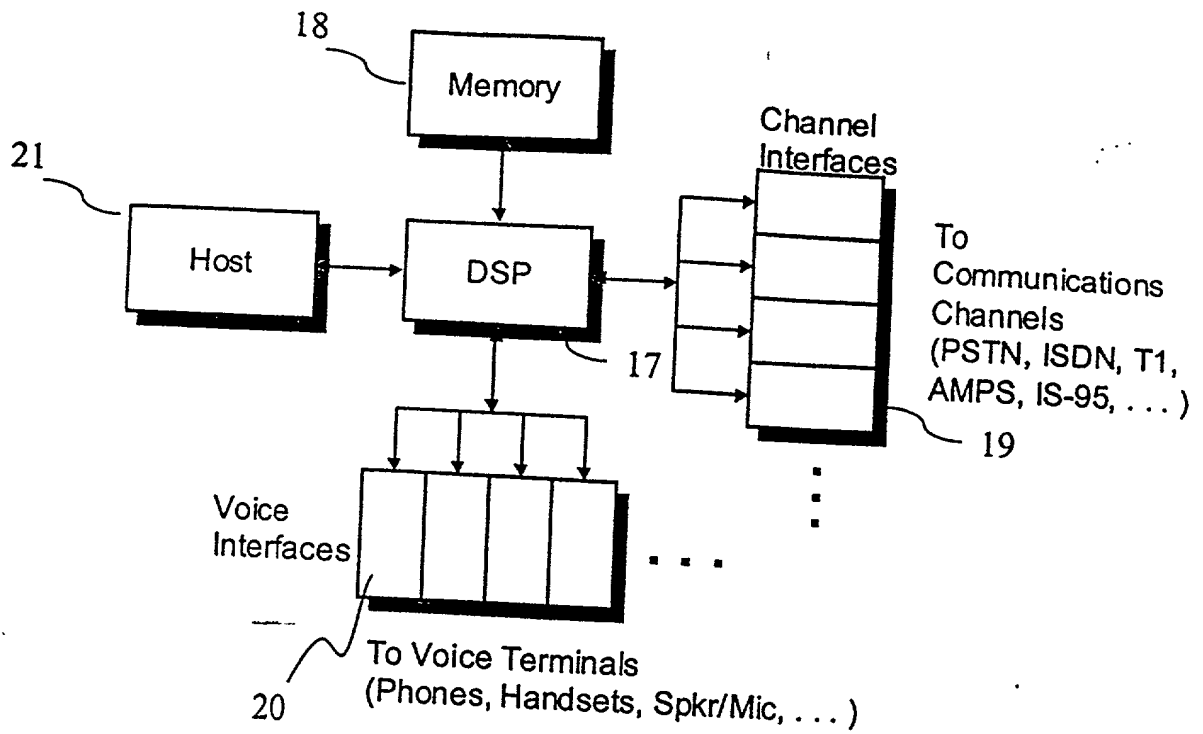 18
Memory
21
Host
DSP
17
Channel
Interfaces
To
Communications
Channels
(PSTN, ISDN, T1,
AMPS, IS-95, . . . )
19
Voice
Interfaces
20
To Voice Terminals
(Phones, Handsets, Spkr/Mic, . . . )